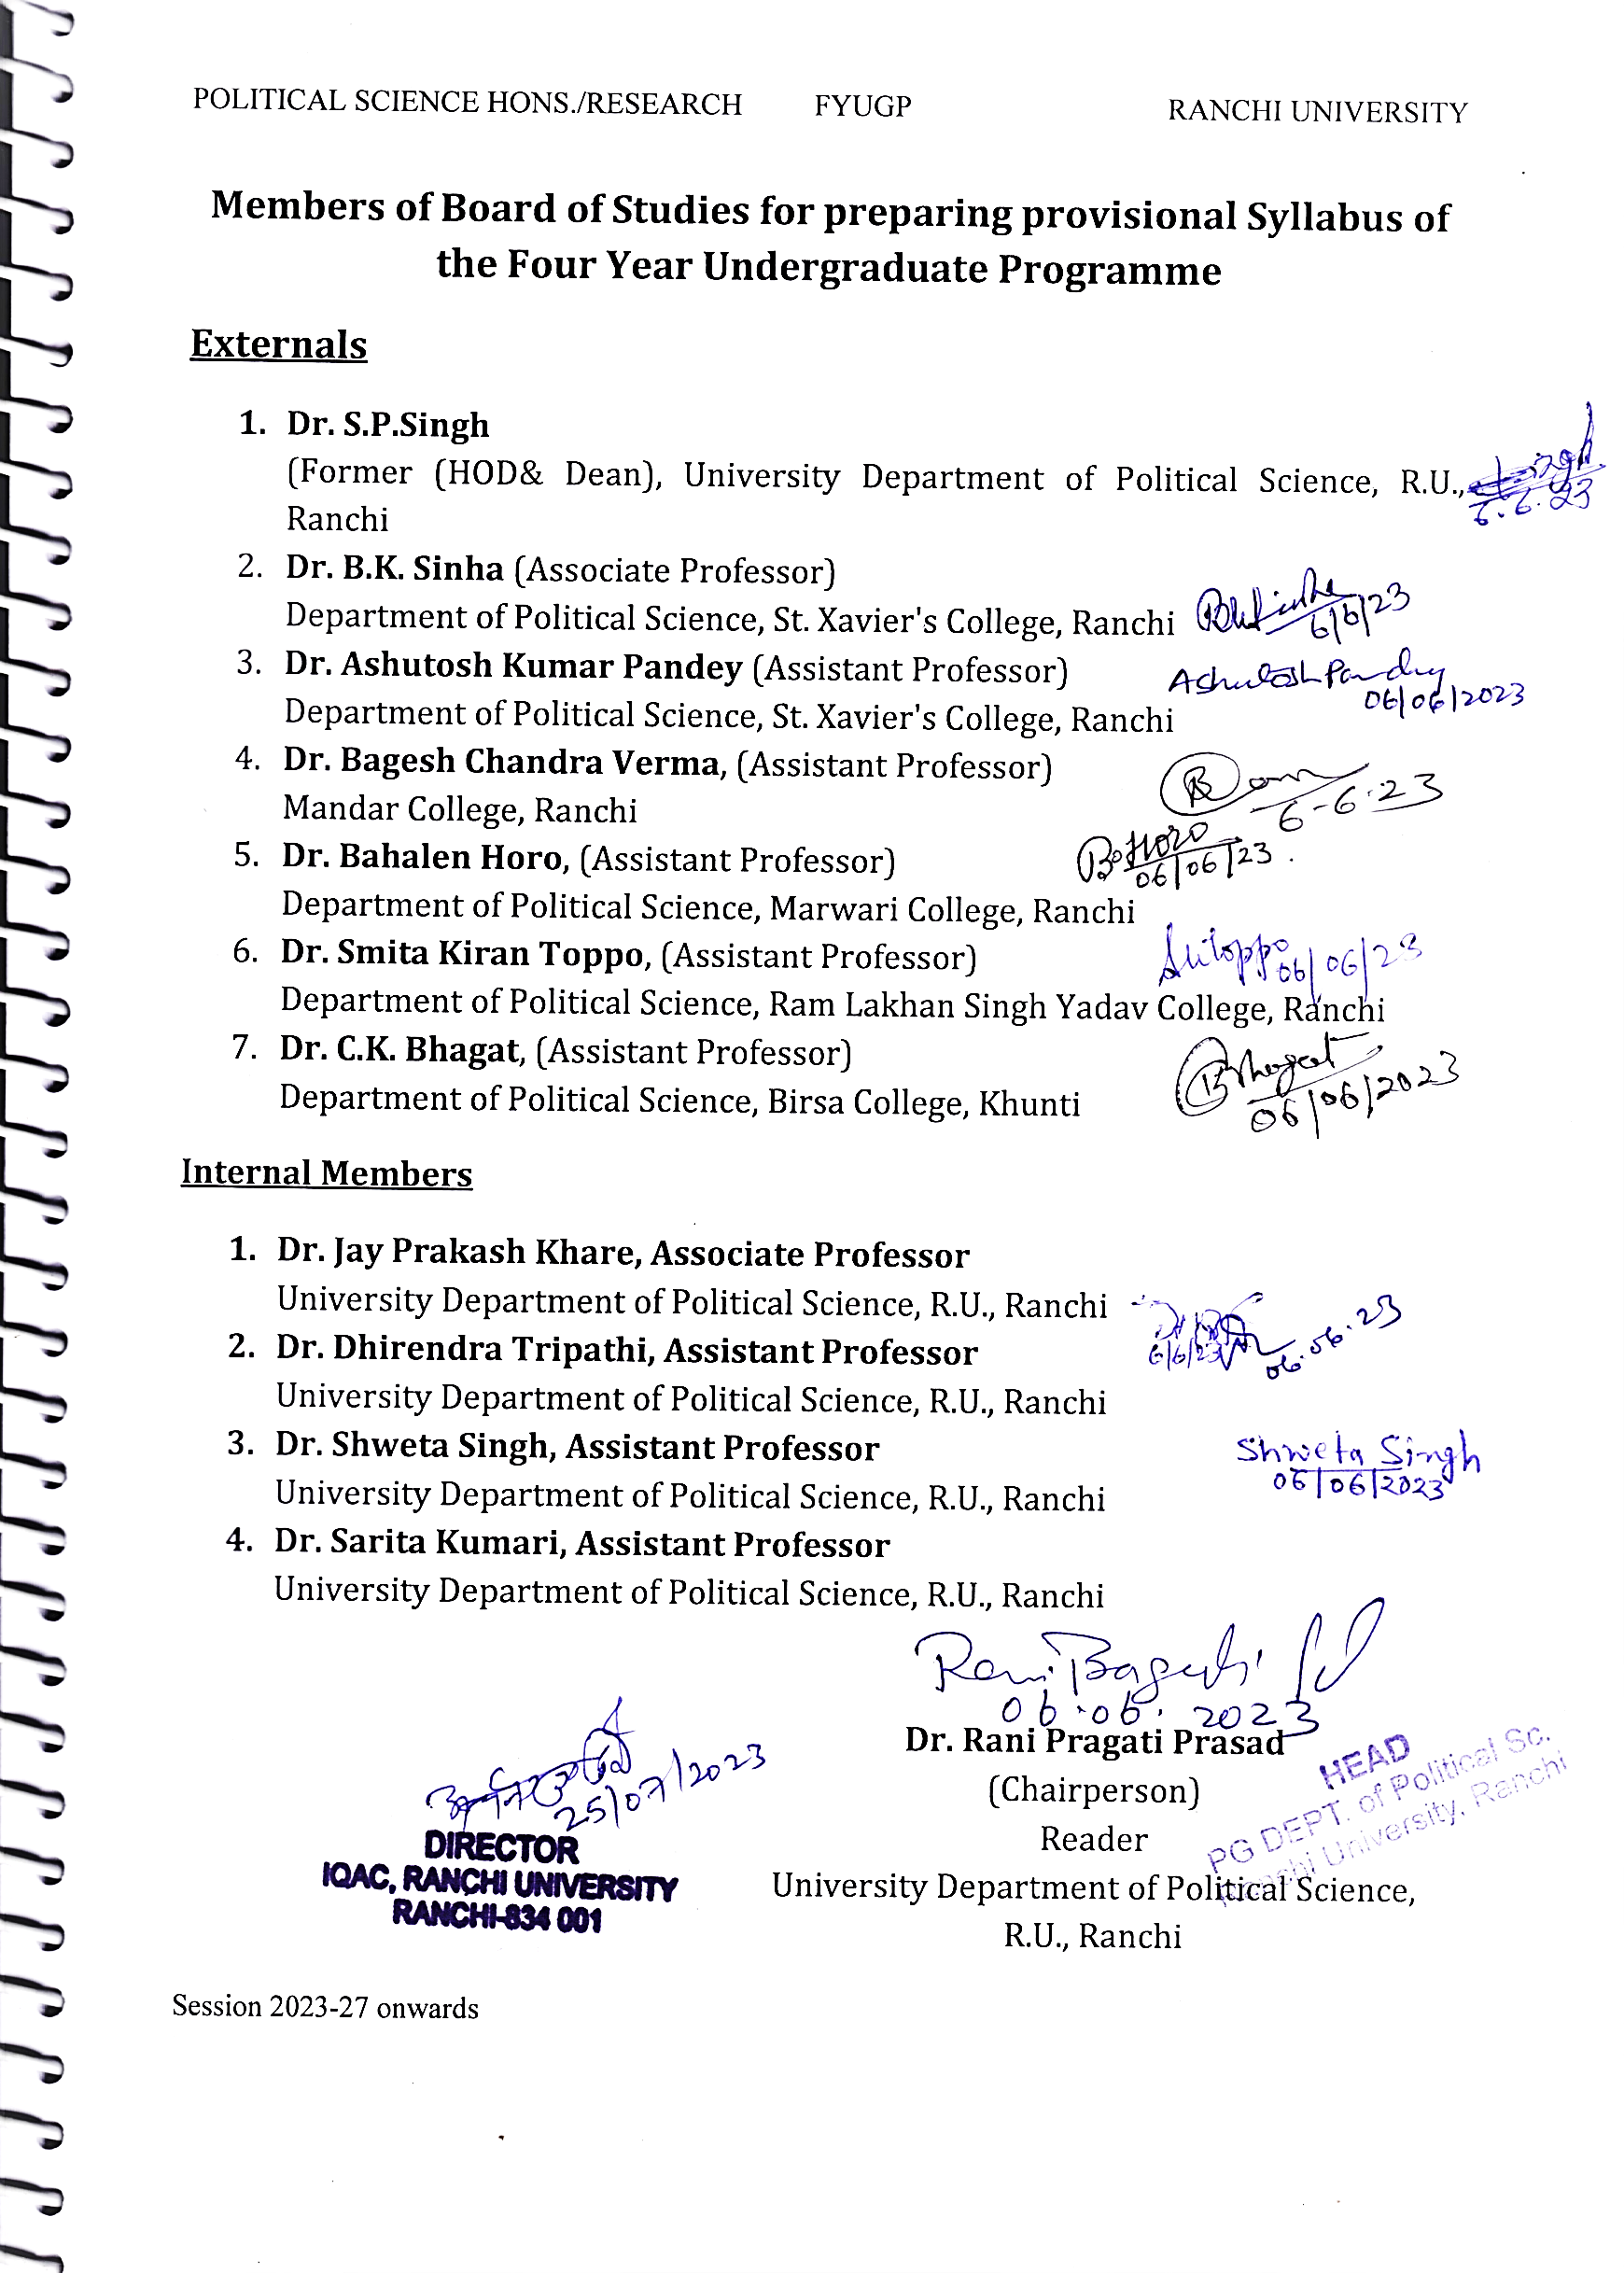 POLITICAL SCIENCE HONS./RESEARCH FYUGP RANCHI UNIVERSITY
Members of Board of Studies for preparing provisional Syllabus of
the Four Year Undergraduate Programme
Externals
1. Dr. S.P.Singh
(Former (HOD& Dean), University Department of Political Science, R.U.,
6.6.23
Ranchi
2. Dr. B.K. Sinha (Associate Professor)
Department of Political Science, St. Xavier's College, Ranchi
6/6/23
3. Dr. Ashutosh Kumar Pandey (Assistant Professor) Ashutosh Pandey
06/06/2023
Department of Political Science, St. Xavier's College, Ranchi
4. Dr. Bagesh Chandra Verma, (Assistant Professor)
6-6-23
Mandar College, Ranchi
5. Dr. Bahalen Horo, (Assistant Professor) B. Horo
06/06/23.
Department of Political Science, Marwari College, Ranchi
6. Dr. Smita Kiran Toppo, (Assistant Professor) 06/06/23
Department of Political Science, Ram Lakhan Singh Yadav College, Ranchi
7. Dr. C.K. Bhagat, (Assistant Professor) Bhagat
06/06/2023
Department of Political Science, Birsa College, Khunti
Internal Members
1. Dr. Jay Prakash Khare, Associate Professor
University Department of Political Science, R.U., Ranchi
6/6/23 06.06.23
2. Dr. Dhirendra Tripathi, Assistant Professor
University Department of Political Science, R.U., Ranchi
3. Dr. Shweta Singh, Assistant Professor Shweta Singh
06/06/2023
University Department of Political Science, R.U., Ranchi
4. Dr. Sarita Kumari, Assistant Professor
University Department of Political Science, R.U., Ranchi
06.06.2023
Dr. Rani Pragati Prasad
(Chairperson)
Reader
University Department of Political Science,
R.U., Ranchi
HEAD
PG DEPT. of Political Sc.
Ranchi University, Ranchi
25/07/2023
DIRECTOR
IQAC, RANCHI UNIVERSITY
RANCHI-834 001
Session 2023-27 onwards